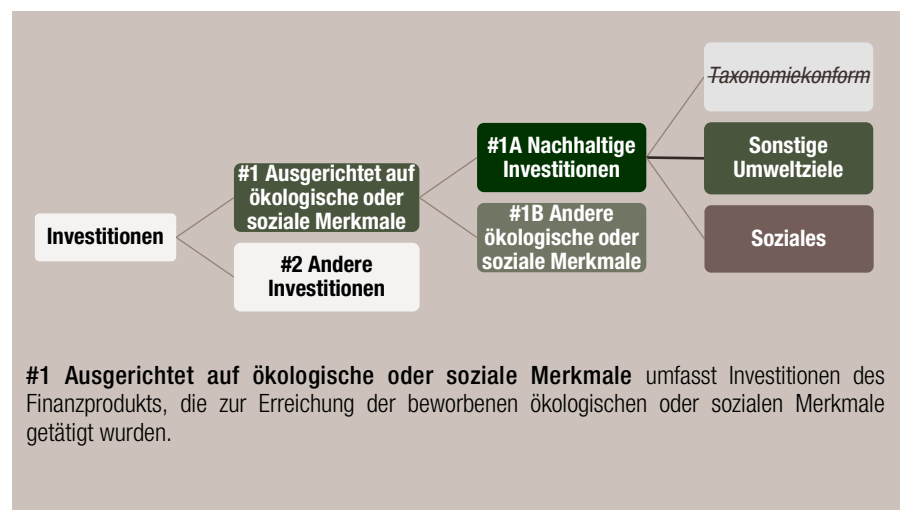 Taxonomiekonform
#1A Nachhaltige
Investitionen
Sonstige
Umweltziele
#1 Ausgerichtet auf
ökologische oder
soziale Merkmale
#1B Andere
ökologische oder
soziale Merkmale
Soziales
Investitionen
#2 Andere
Investitionen
#1 Ausgerichtet auf ökologische oder soziale Merkmale umfasst Investitionen des
Finanzprodukts, die zur Erreichung der beworbenen ökologischen oder sozialen Merkmale
getätigt wurden.